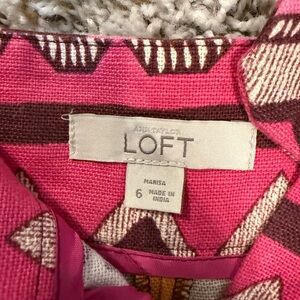 ANN TAYLOR
LOFT
MARISA
6
MADE IN
INDIA